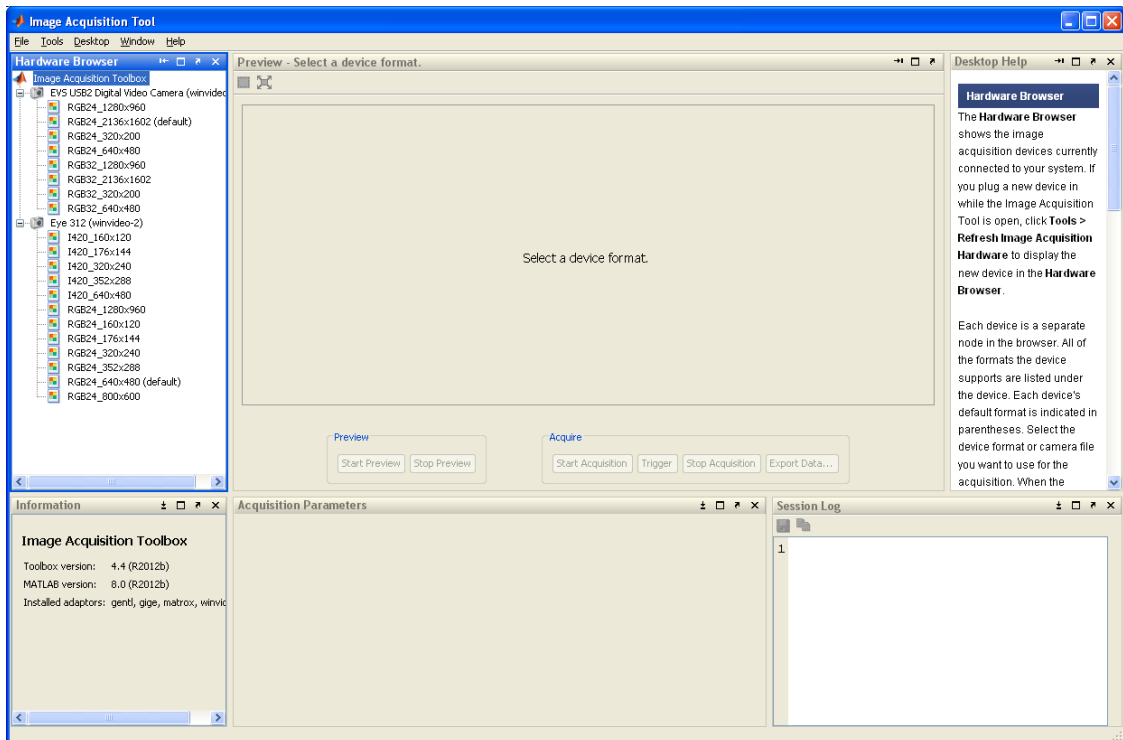 Image Acquisition Tool
File Tools Desktop Window Help
Hardware Browser
Image Acquisition Toolbox
EVS USB2 Digital Video Camera (winvideo
RGB24_1280x960
RGB24_2136x1602 (default)
RGB24_320x200
RGB24_640x480
RGB32_1280x960
RGB32_2136x1602
RGB32_320x200
RGB32_640x480
Eye 312 (winvideo-2)
I420_160x120
I420_176x144
I420_320x240
I420_352x288
I420_640x480
RGB24_1280x960
RGB24_160x120
RGB24_176x144
RGB24_320x240
RGB24_352x288
RGB24_640x480 (default)
RGB24_800x600
Preview - Select a device format.
Select a device format.
Preview
Start Preview Stop Preview
Acquire
Start Acquisition Trigger Stop Acquisition Export Data...
Desktop Help
Hardware Browser
The Hardware Browser
shows the image
acquisition devices currently
connected to your system. If
you plug a new device in
while the Image Acquisition
Tool is open, click Tools >
Refresh Image Acquisition
Hardware to display the
new device in the Hardware
Browser.
Each device is a separate
node in the browser. All of
the formats the device
supports are listed under
the device. Each device's
default format is indicated in
parentheses. Select the
device format or camera file
you want to use for the
acquisition. When the
Information
Image Acquisition Toolbox
Toolbox version: 4.4 (R2012b)
MATLAB version: 8.0 (R2012b)
Installed adaptors: gentl, gige, matrox, winvid
Acquisition Parameters
Session Log
1